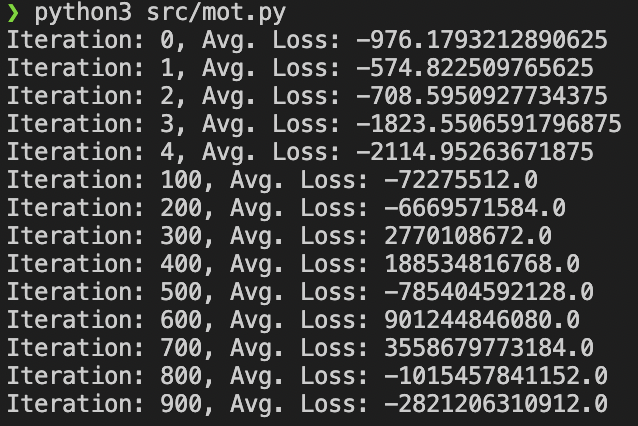 ❯ python3 src/mot.py
Iteration: 0, Avg. Loss: -976.1793212890625
Iteration: 1, Avg. Loss: -574.822509765625
Iteration: 2, Avg. Loss: -708.5950927734375
Iteration: 3, Avg. Loss: -1823.5506591796875
Iteration: 4, Avg. Loss: -2114.95263671875
Iteration: 100, Avg. Loss: -72275512.0
Iteration: 200, Avg. Loss: -6669571584.0
Iteration: 300, Avg. Loss: 2770108672.0
Iteration: 400, Avg. Loss: 188534816768.0
Iteration: 500, Avg. Loss: -785404592128.0
Iteration: 600, Avg. Loss: 901244846080.0
Iteration: 700, Avg. Loss: 3558679773184.0
Iteration: 800, Avg. Loss: -1015457841152.0
Iteration: 900, Avg. Loss: -2821206310912.0